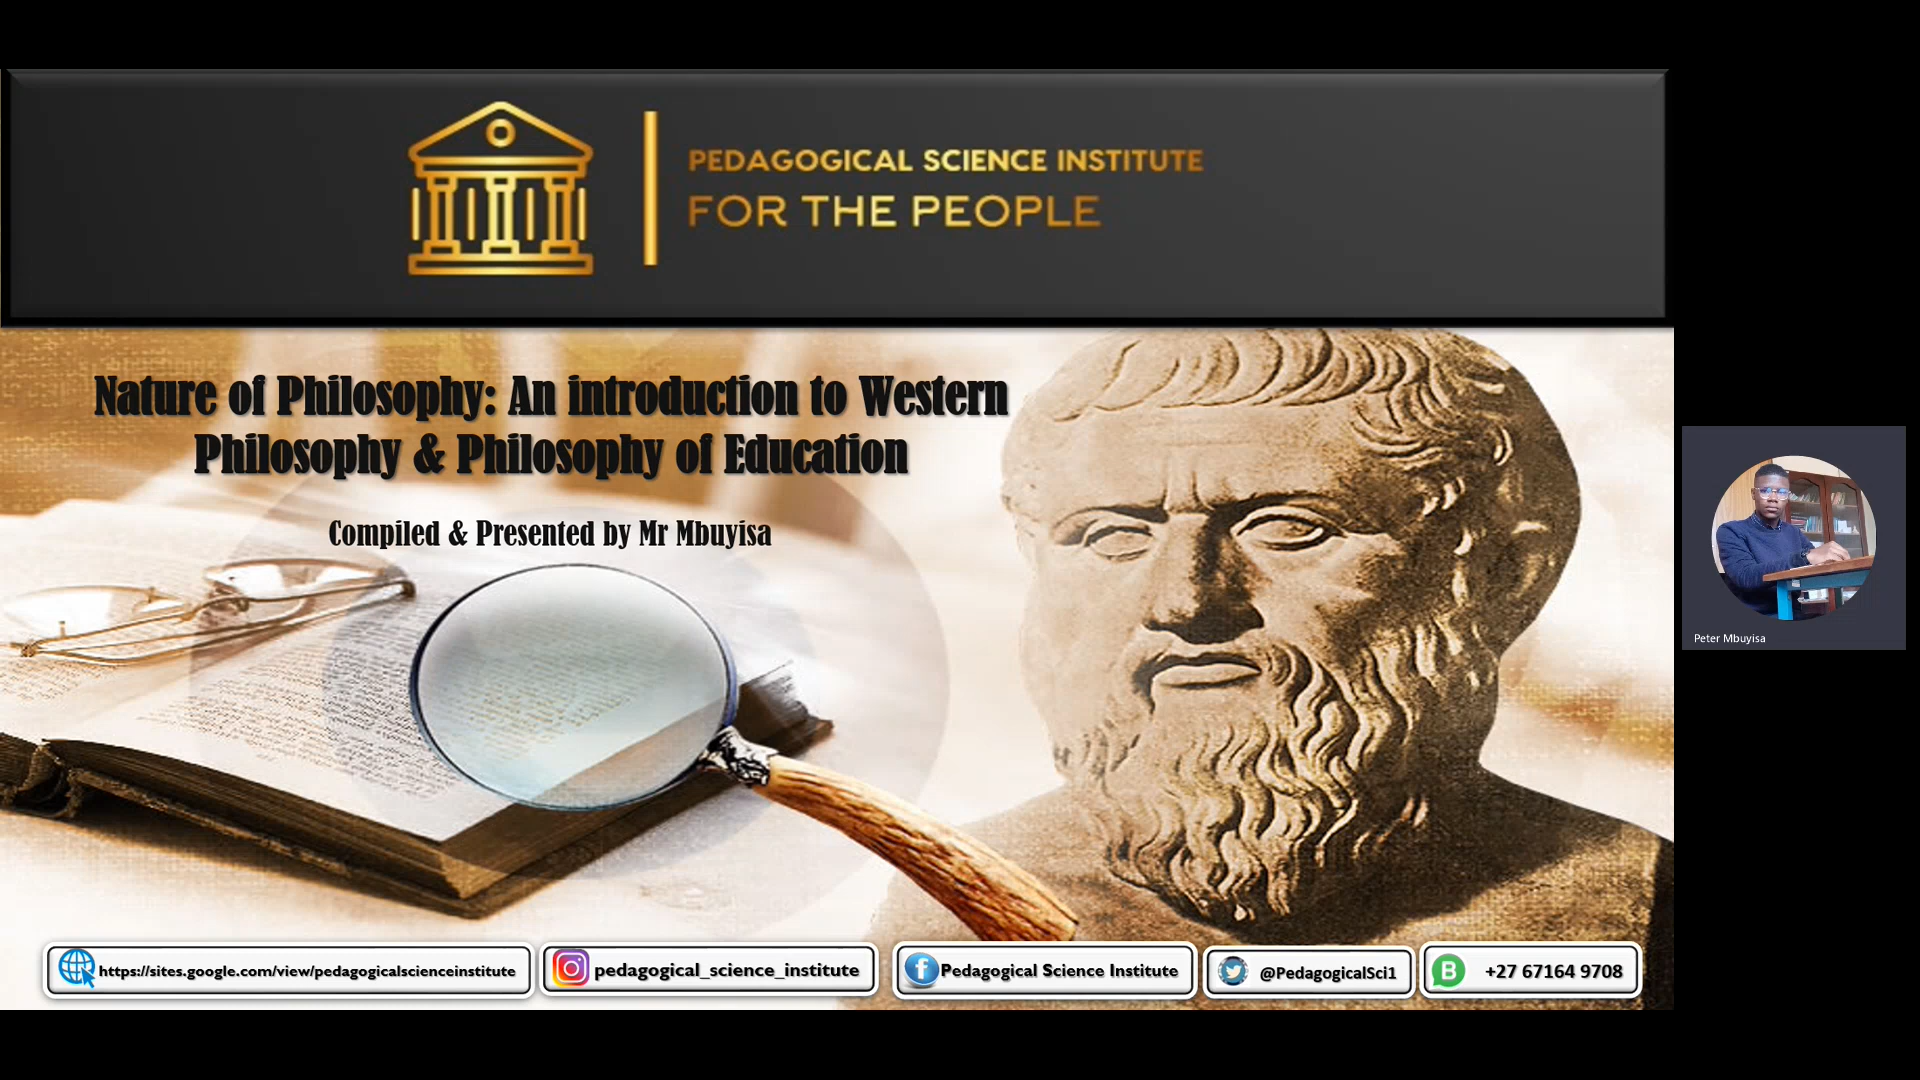 PEDAGOGICAL SCIENCE INSTITUTE
FOR THE PEOPLE
Nature of Philosophy: An introduction to Western
Philosophy & Philosophy of Education
Compiled & Presented by Mr Mbuyisa
Peter Mbuyisa
https://sites.google.com/view/pedagogicalscienceinstitute
pedagogical_science_institute
Pedagogical Science Institute
@PedagogicalSci1
B +27 67164 9708